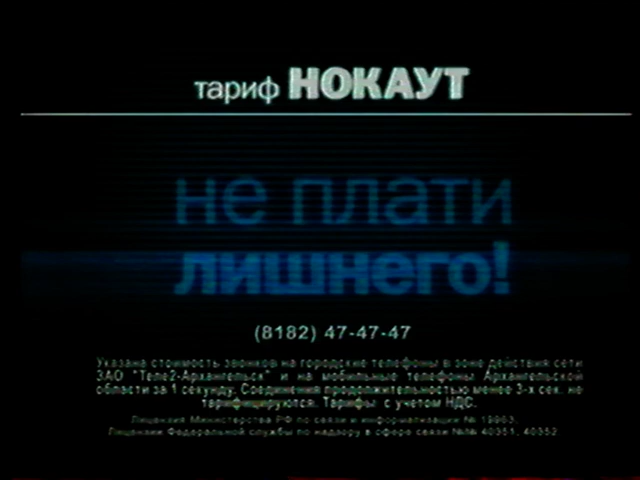 тариф НОКАУТ
не плати
лишнего!
(8182) 47-47-47
Указана стоимость звонков на городские телефоны в зоне действия сети
ЗАО "Теле2-Архангельск" и на мобильные телефоны Архангельской
области за 1 секунду. Соединения продолжительностью менее 3-х сек. не
тарифицируются. Тарифы с учетом НДС.
Лицензия Министерства РФ по связи и информатизации №
Лицензии Федеральной службы по надзору в сфере связи №№ 40351, 40352.